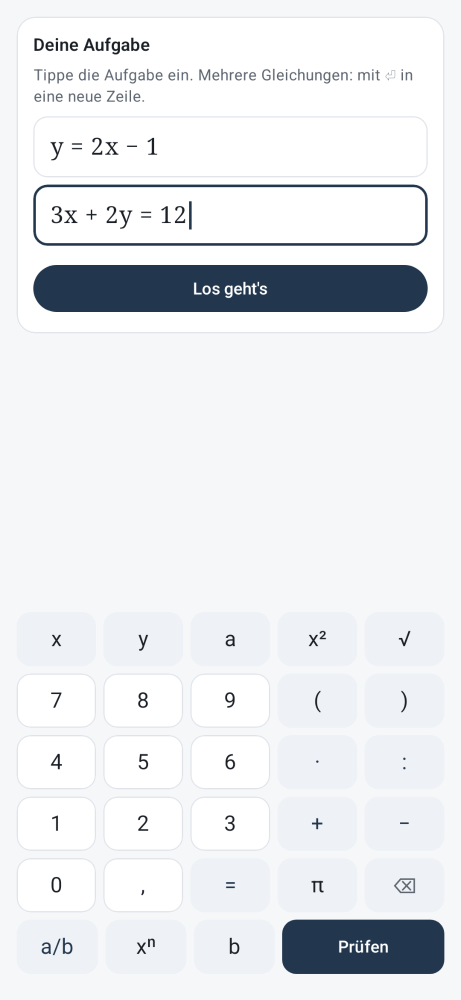 Deine Aufgabe
Tippe die Aufgabe ein. Mehrere Gleichungen: mit ⏎ in
eine neue Zeile.
y = 2x − 1
3x + 2y = 12
Los geht's
x y a x² √
7 8 9 ( )
4 5 6 · :
1 2 3 + −
0 , = π ⌫
a/b xⁿ b Prüfen